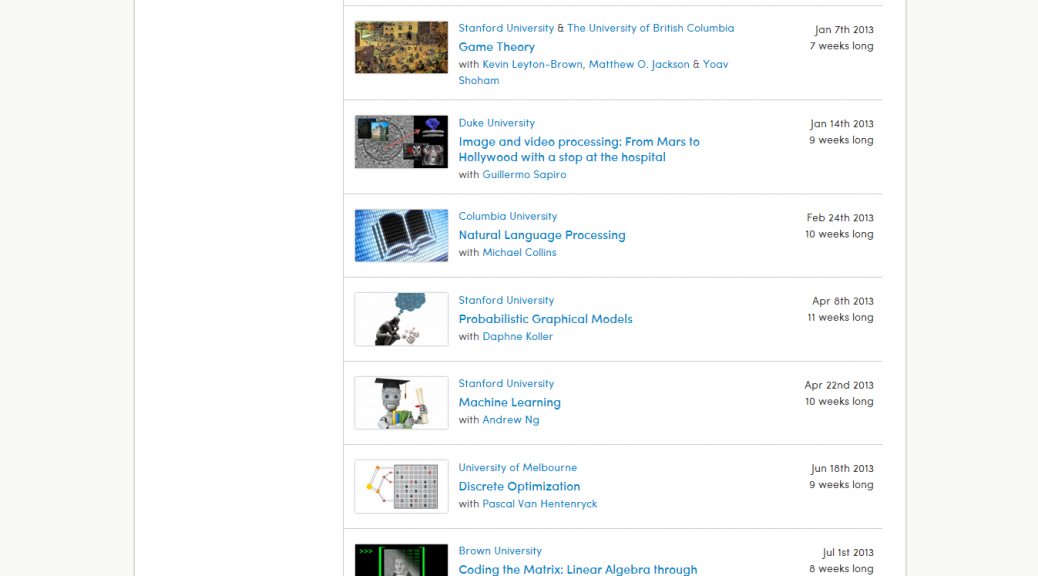 Stanford University & The University of British Columbia
Jan 7th 2013
Game Theory
7 weeks long
with Kevin Leyton-Brown, Matthew O. Jackson & Yoav
Shoham
Duke University
Jan 14th 2013
Image and video processing: From Mars to
9 weeks long
Hollywood with a stop at the hospital
with Guillermo Sapiro
Columbia University
Feb 24th 2013
Natural Language Processing
10 weeks long
with Michael Collins
Stanford University
Apr 8th 2013
Probabilistic Graphical Models
11 weeks long
with Daphne Koller
Stanford University
Apr 22nd 2013
Machine Learning
10 weeks long
with Andrew Ng
University of Melbourne
Jun 18th 2013
Discrete Optimization
9 weeks long
with Pascal Van Hentenryck
>>>
Brown University
Jul 1st 2013
Coding the Matrix: Linear Algebra through
8 weeks long